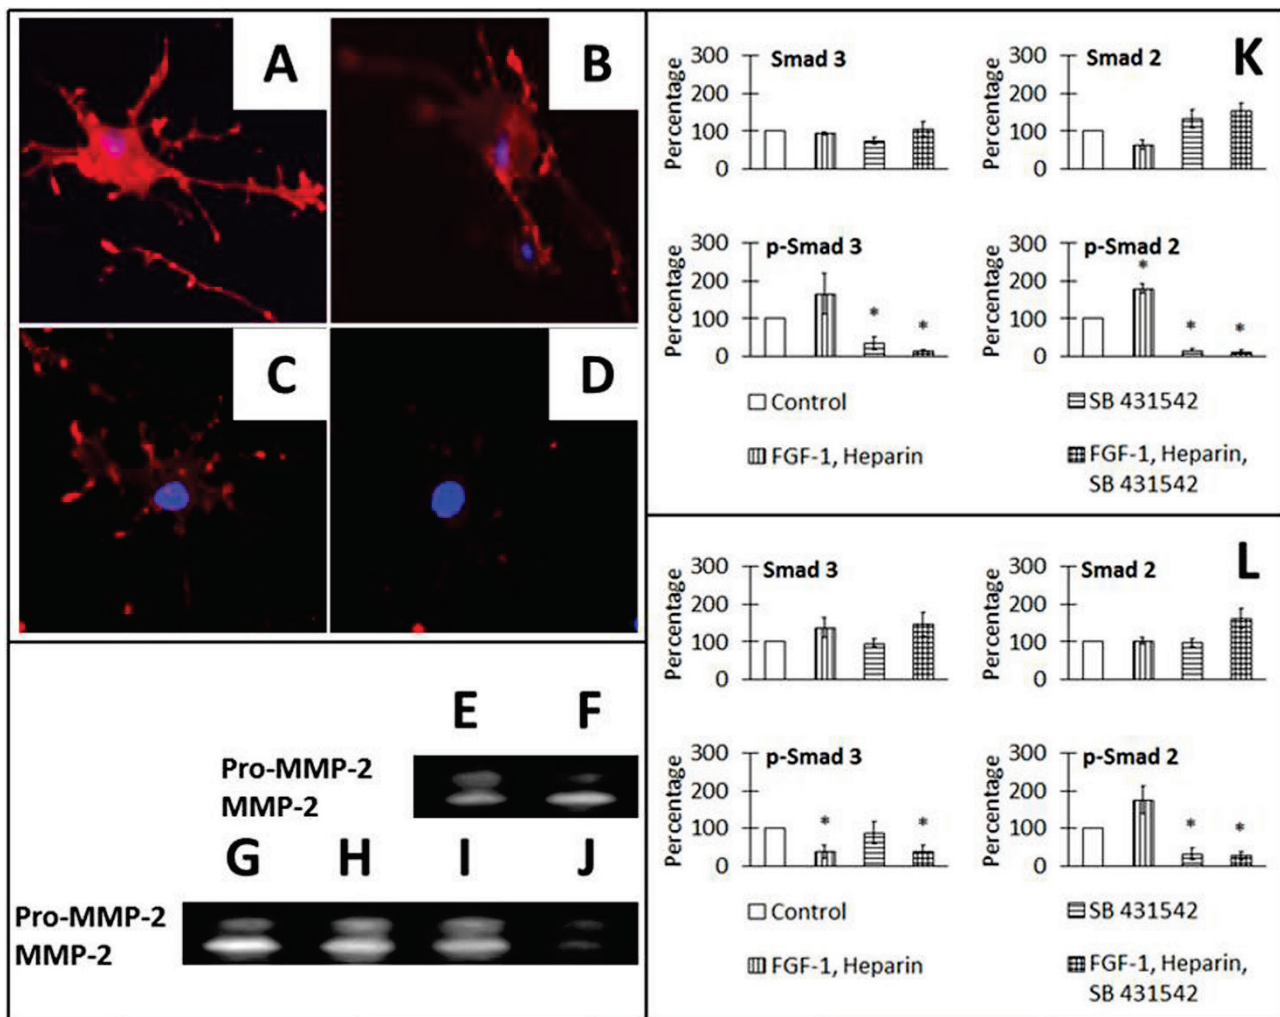 A
B
C
D
E
F
Pro-MMP-2
MMP-2
G
H
I
J
Pro-MMP-2
MMP-2
K
Smad 3
Percentage
300
200
100
0
Smad 2
Percentage
300
200
100
0
p-Smad 3
Percentage
300
200
100
0
*
*
p-Smad 2
Percentage
300
200
100
0
*
*
*
Control
SB 431542
FGF-1, Heparin
FGF-1, Heparin,
SB 431542
L
Smad 3
Percentage
300
200
100
0
Smad 2
Percentage
300
200
100
0
p-Smad 3
Percentage
300
200
100
0
*
*
p-Smad 2
Percentage
300
200
100
0
*
*
Control
SB 431542
FGF-1, Heparin
FGF-1, Heparin,
SB 431542